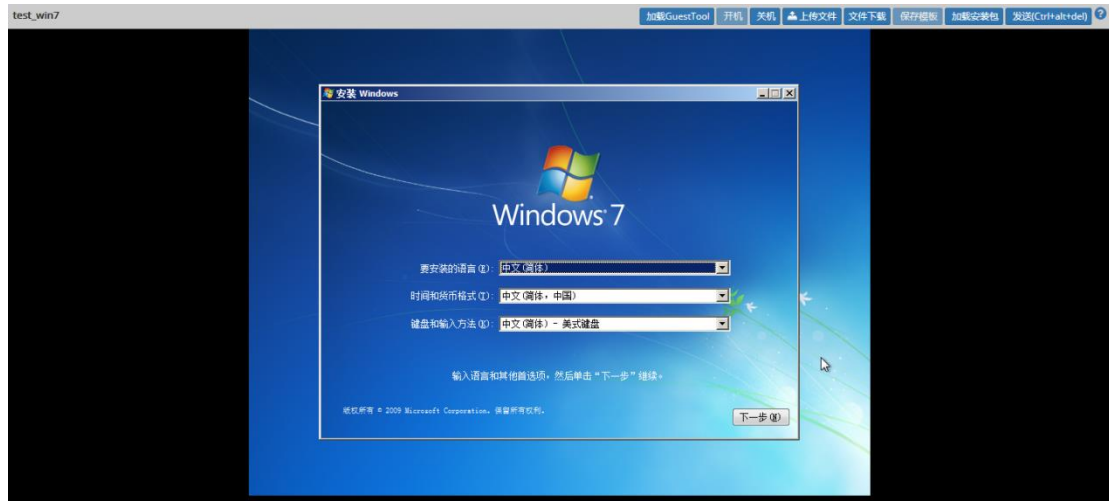 test_win7
加载GuestTool 开机 关机 上传文件 文件下载 保存模板 加载安装包 发送(Ctrl+alt+del) ?
安装 Windows
Windows 7
要安装的语言(E): 中文(简体)
时间和货币格式(T): 中文(简体，中国)
键盘和输入方法(K): 中文(简体) - 美式键盘
输入语言和其他首选项，然后单击“下一步”继续。
版权所有 © 2009 Microsoft Corporation。保留所有权利。
下一步(N)